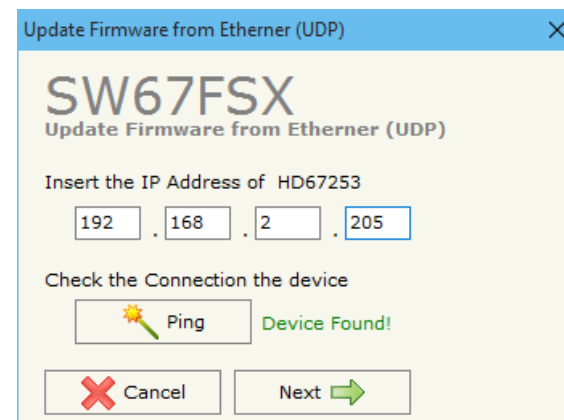 Update Firmware from Etherner (UDP)
SW67FSX
Update Firmware from Etherner (UDP)
Insert the IP Address of HD67253
192 . 168 . 2 . 205
Check the Connection the device
Ping Device Found!
Cancel Next